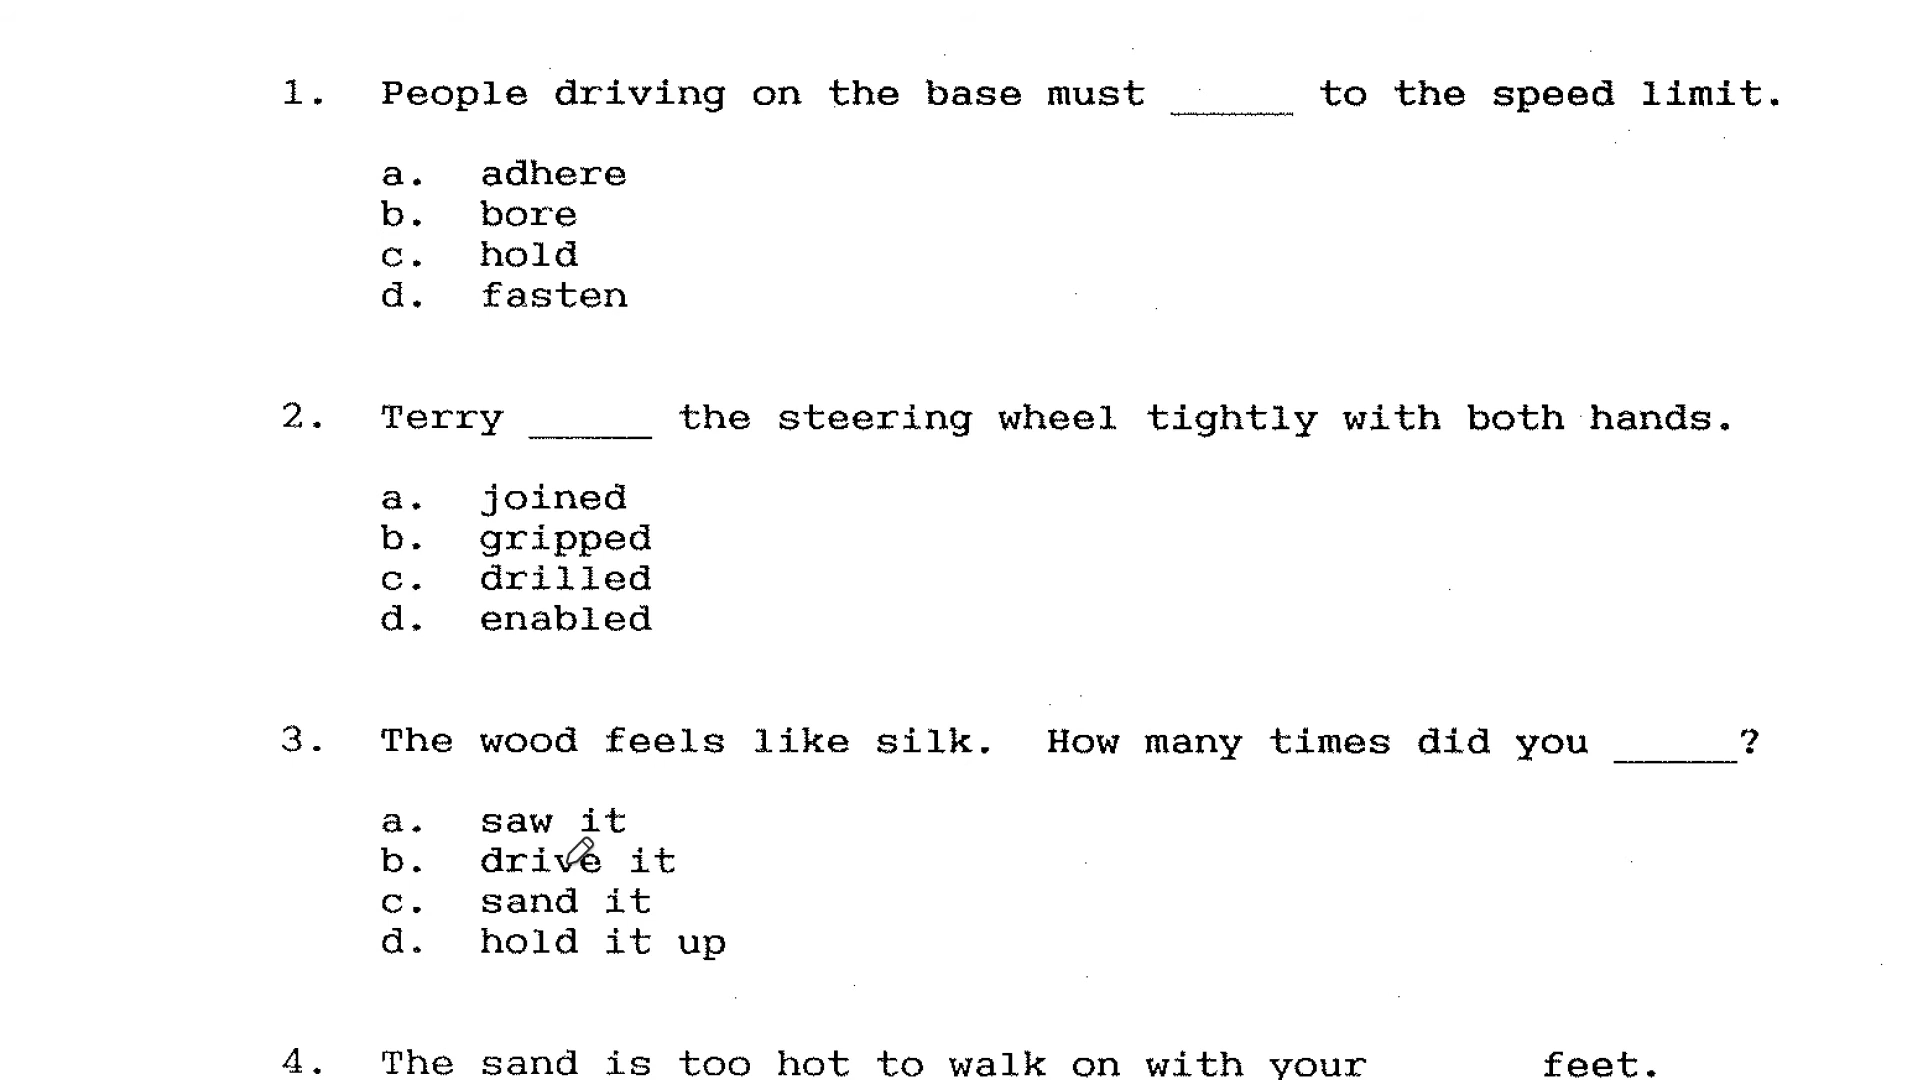 1. People driving on the base must _____ to the speed limit.
a. adhere
b. bore
c. hold
d. fasten
2. Terry _____ the steering wheel tightly with both hands.
a. joined
b. gripped
c. drilled
d. enabled
3. The wood feels like silk. How many times did you _____?
a. saw it
b. drive it
c. sand it
d. hold it up
4. The sand is too hot to walk on with your feet.